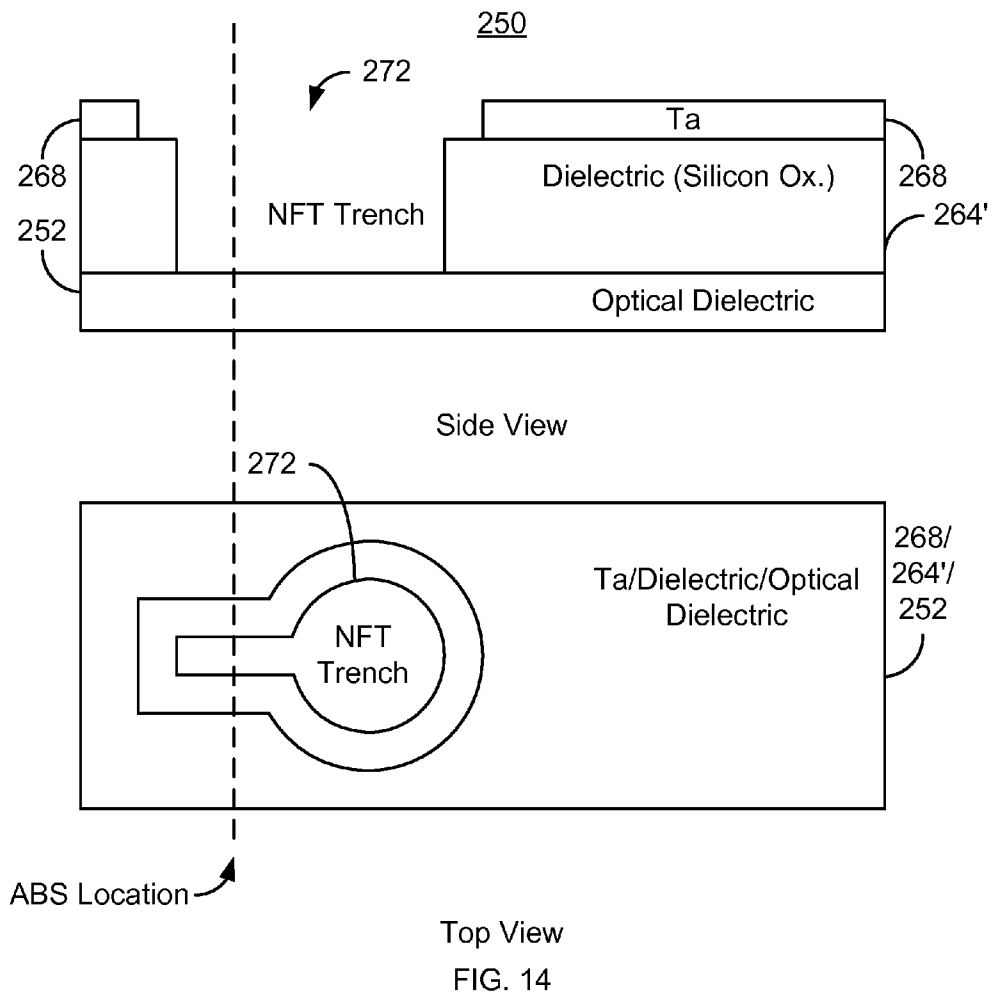 250
272
Ta
268
Dielectric (Silicon Ox.)
268
NFT Trench
264'
252
Optical Dielectric
Side View
272
268/
264'/
252
Ta/Dielectric/Optical
Dielectric
NFT
Trench
ABS Location
Top View
FIG. 14